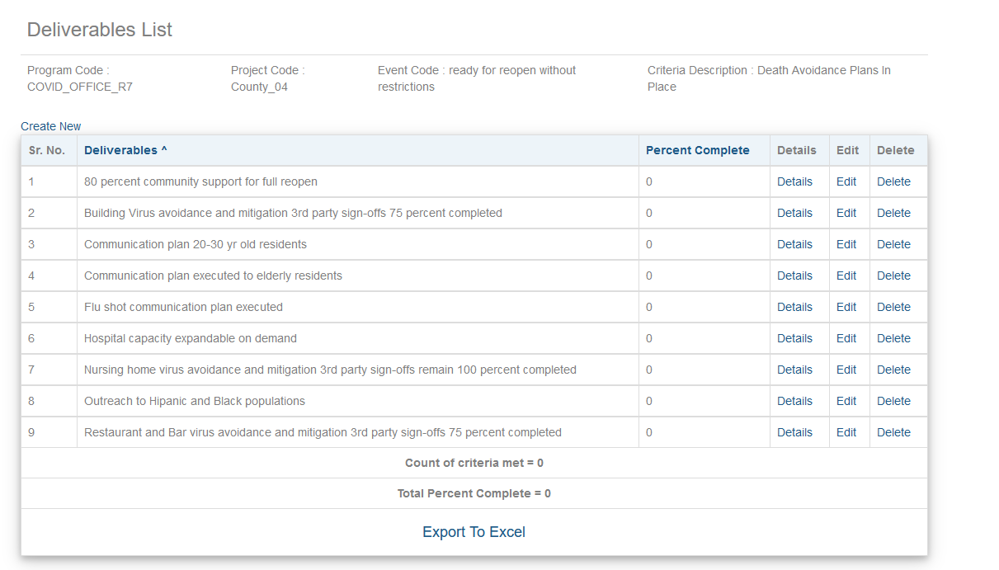 Deliverables List
Program Code : Project Code : Event Code : ready for reopen without Criteria Description : Death Avoidance Plans In
COVID_OFFICE_R7 County_04 restrictions Place
Create New
Sr. No. Deliverables ^ Percent Complete Details Edit Delete
1 80 percent community support for full reopen 0 Details Edit Delete
2 Building Virus avoidance and mitigation 3rd party sign-offs 75 percent completed 0 Details Edit Delete
3 Communication plan 20-30 yr old residents 0 Details Edit Delete
4 Communication plan executed to elderly residents 0 Details Edit Delete
5 Flu shot communication plan executed 0 Details Edit Delete
6 Hospital capacity expandable on demand 0 Details Edit Delete
7 Nursing home virus avoidance and mitigation 3rd party sign-offs remain 100 percent completed 0 Details Edit Delete
8 Outreach to Hipanic and Black populations 0 Details Edit Delete
9 Restaurant and Bar virus avoidance and mitigation 3rd party sign-offs 75 percent completed 0 Details Edit Delete
Count of criteria met = 0
Total Percent Complete = 0
Export To Excel